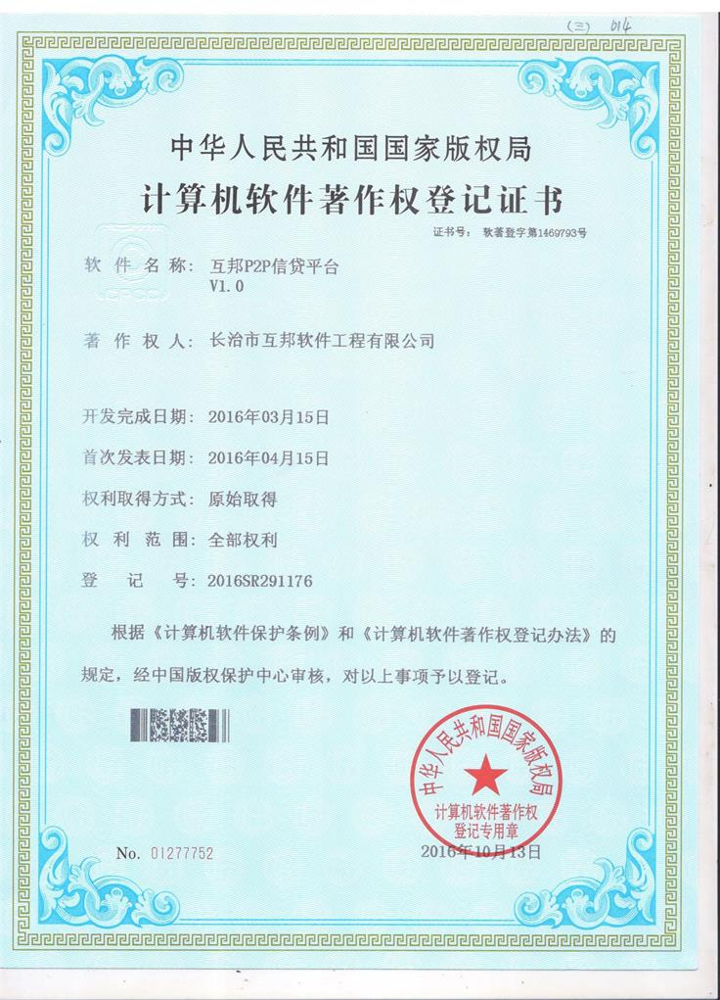 (三) 014
中华人民共和国国家版权局
计算机软件著作权登记证书
证书号： 软著登字第1469793号
软件名称： 互邦P2P信贷平台
V1.0
CPCC
著作权人： 长治市互邦软件工程有限公司
开发完成日期： 2016年03月15日
首次发表日期： 2016年04月15日
权利取得方式： 原始取得
权利范围： 全部权利
登记号： 2016SR291176
根据《计算机软件保护条例》和《计算机软件著作权登记办法》的
规定，经中国版权保护中心审核，对以上事项予以登记。
中华人民共和国国家版权局
计算机软件著作权
登记专用章
No. 01277752
2016年10月13日